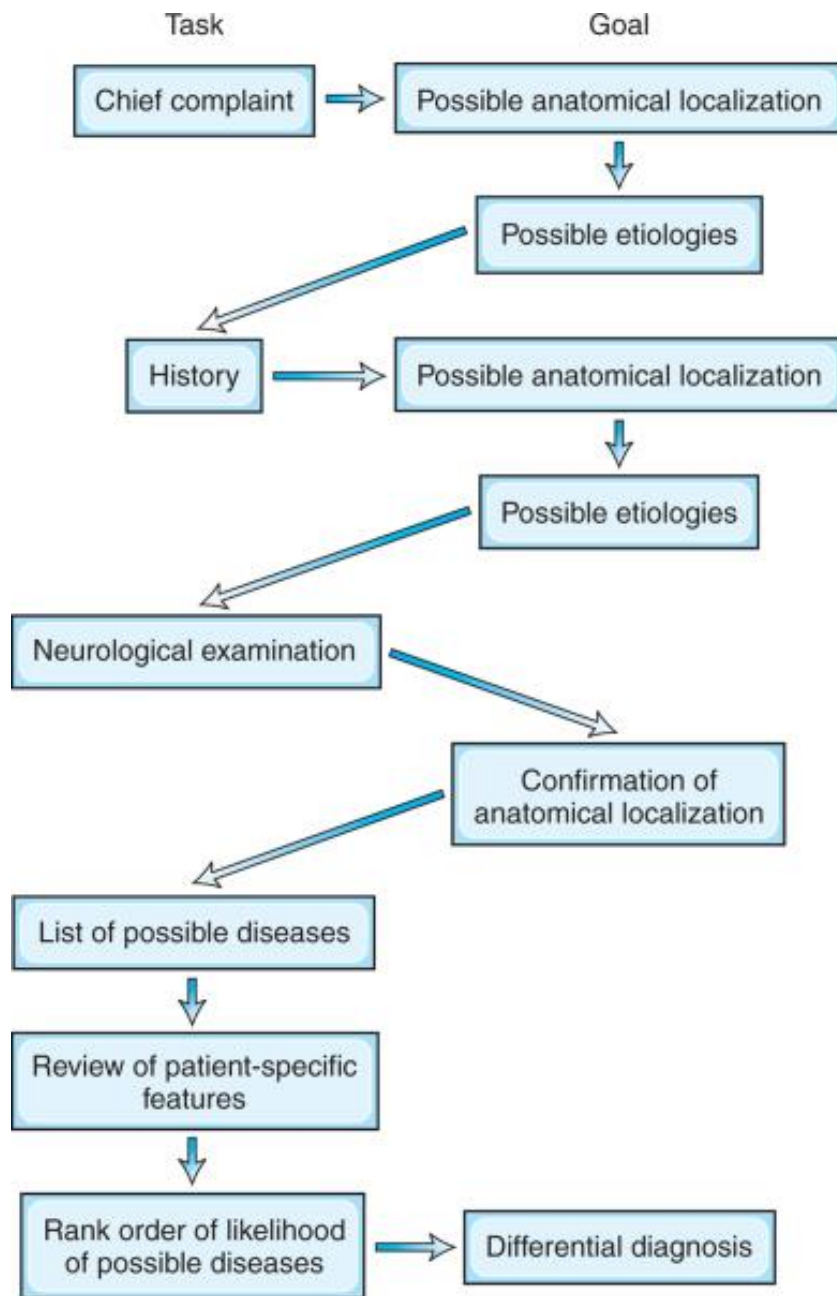 Task
Goal
Chief complaint
Possible anatomical localization
Possible etiologies
History
Possible anatomical localization
Possible etiologies
Neurological examination
Confirmation of
anatomical localization
List of possible diseases
Review of patient-specific
features
Rank order of likelihood
of possible diseases
Differential diagnosis